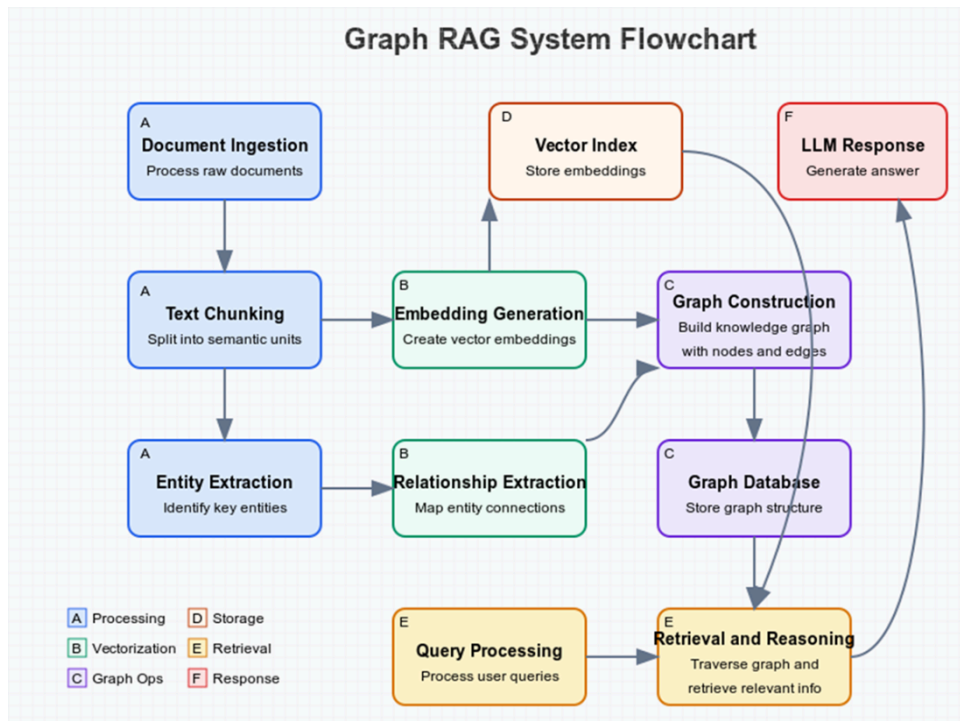 Graph RAG System Flowchart
A
Document Ingestion
Process raw documents
D
Vector Index
Store embeddings
F
LLM Response
Generate answer
A
Text Chunking
Split into semantic units
B
Embedding Generation
Create vector embeddings
C
Graph Construction
Build knowledge graph
with nodes and edges
A
Entity Extraction
Identify key entities
B
Relationship Extraction
Map entity connections
C
Graph Database
Store graph structure
E
Query Processing
Process user queries
E
Retrieval and Reasoning
Traverse graph and
retrieve relevant info
A Processing
B Vectorization
C Graph Ops
D Storage
E Retrieval
F Response